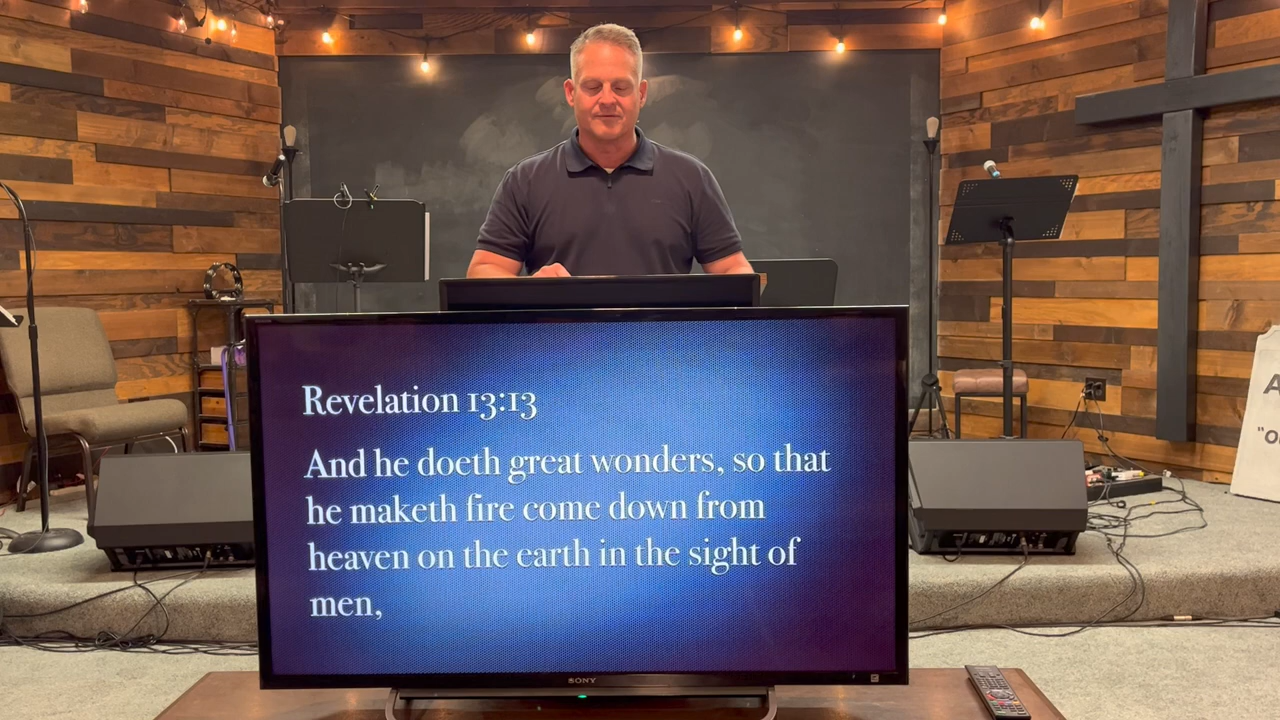 Revelation 13:13
And he doeth great wonders, so that
he maketh fire come down from
heaven on the earth in the sight of
men,
SONY